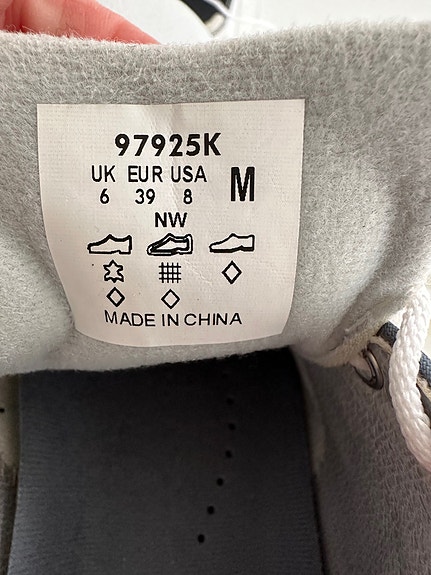 97925K
UK EUR USA M
6 39 8
NW
MADE IN CHINA